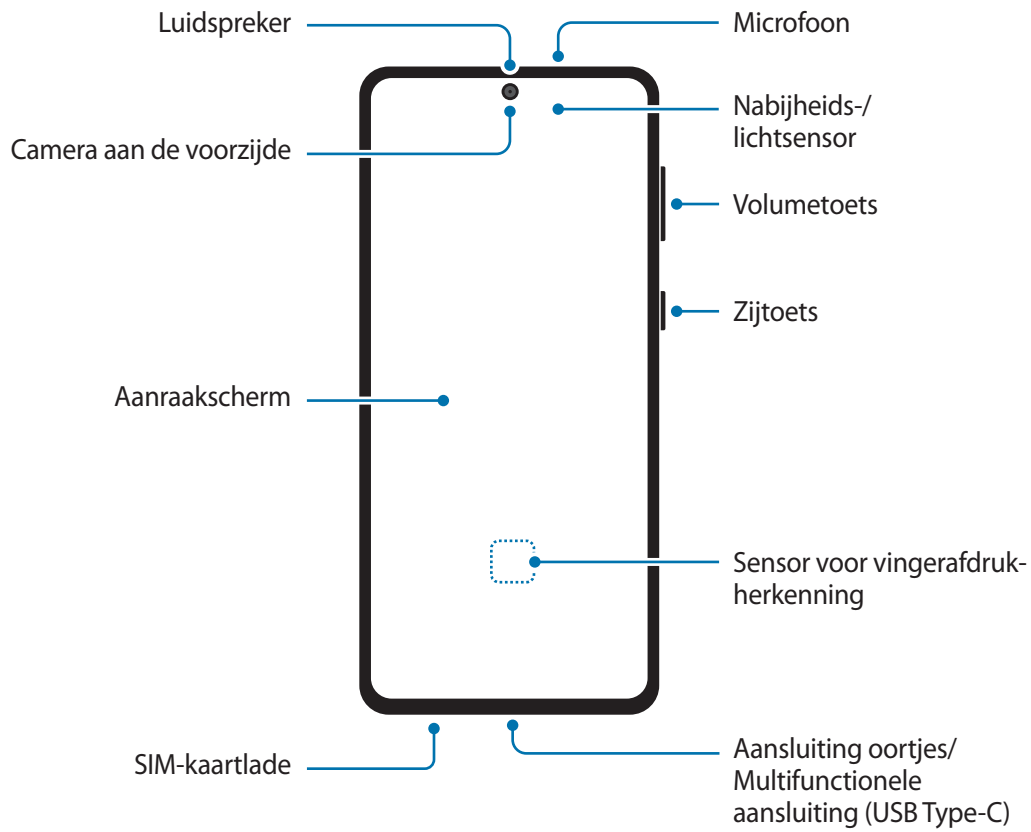 Luidspreker
Microfoon
Nabijheids-/
lichtsensor
Camera aan de voorzijde
Volumetoets
Zijtoets
Aanraakscherm
Sensor voor vingerafdruk-
herkenning
SIM-kaartlade
Aansluiting oortjes/
Multifunctionele
aansluiting (USB Type-C)